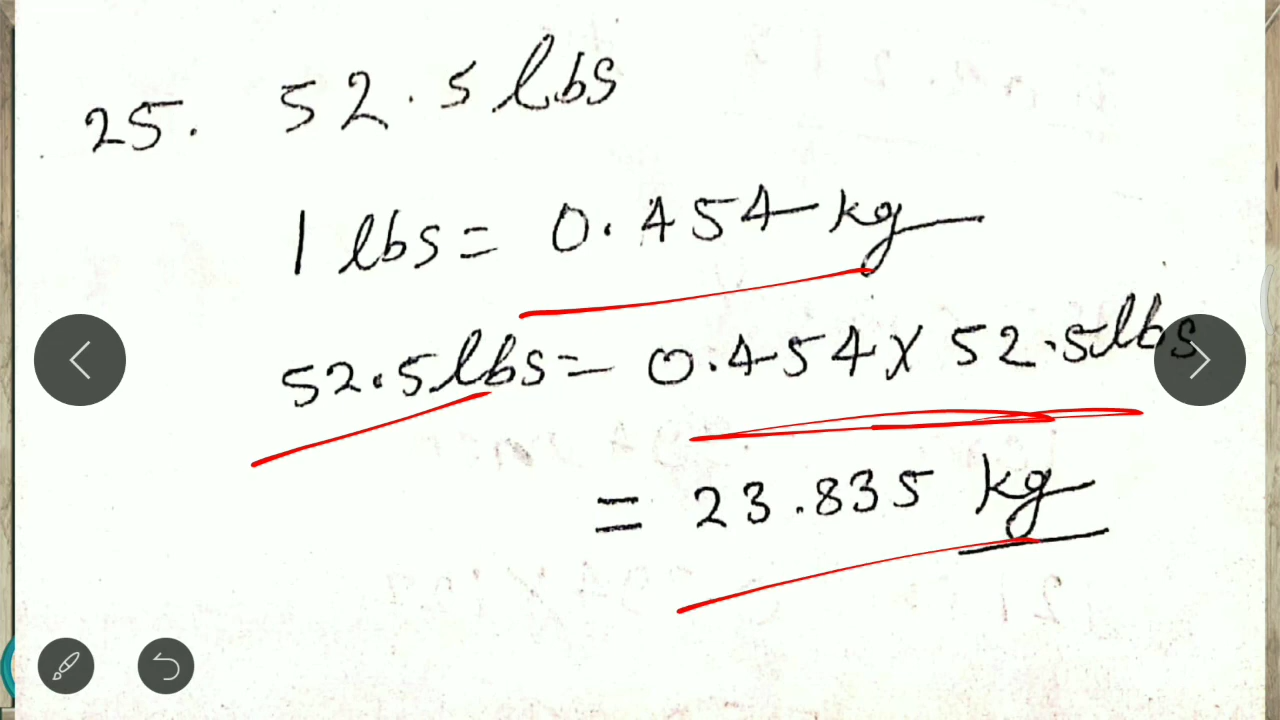 25. 52.5 lbs
1 lbs = 0.454 kg
52.5 lbs = 0.454 x 52.5 lbs
= 23.835 kg